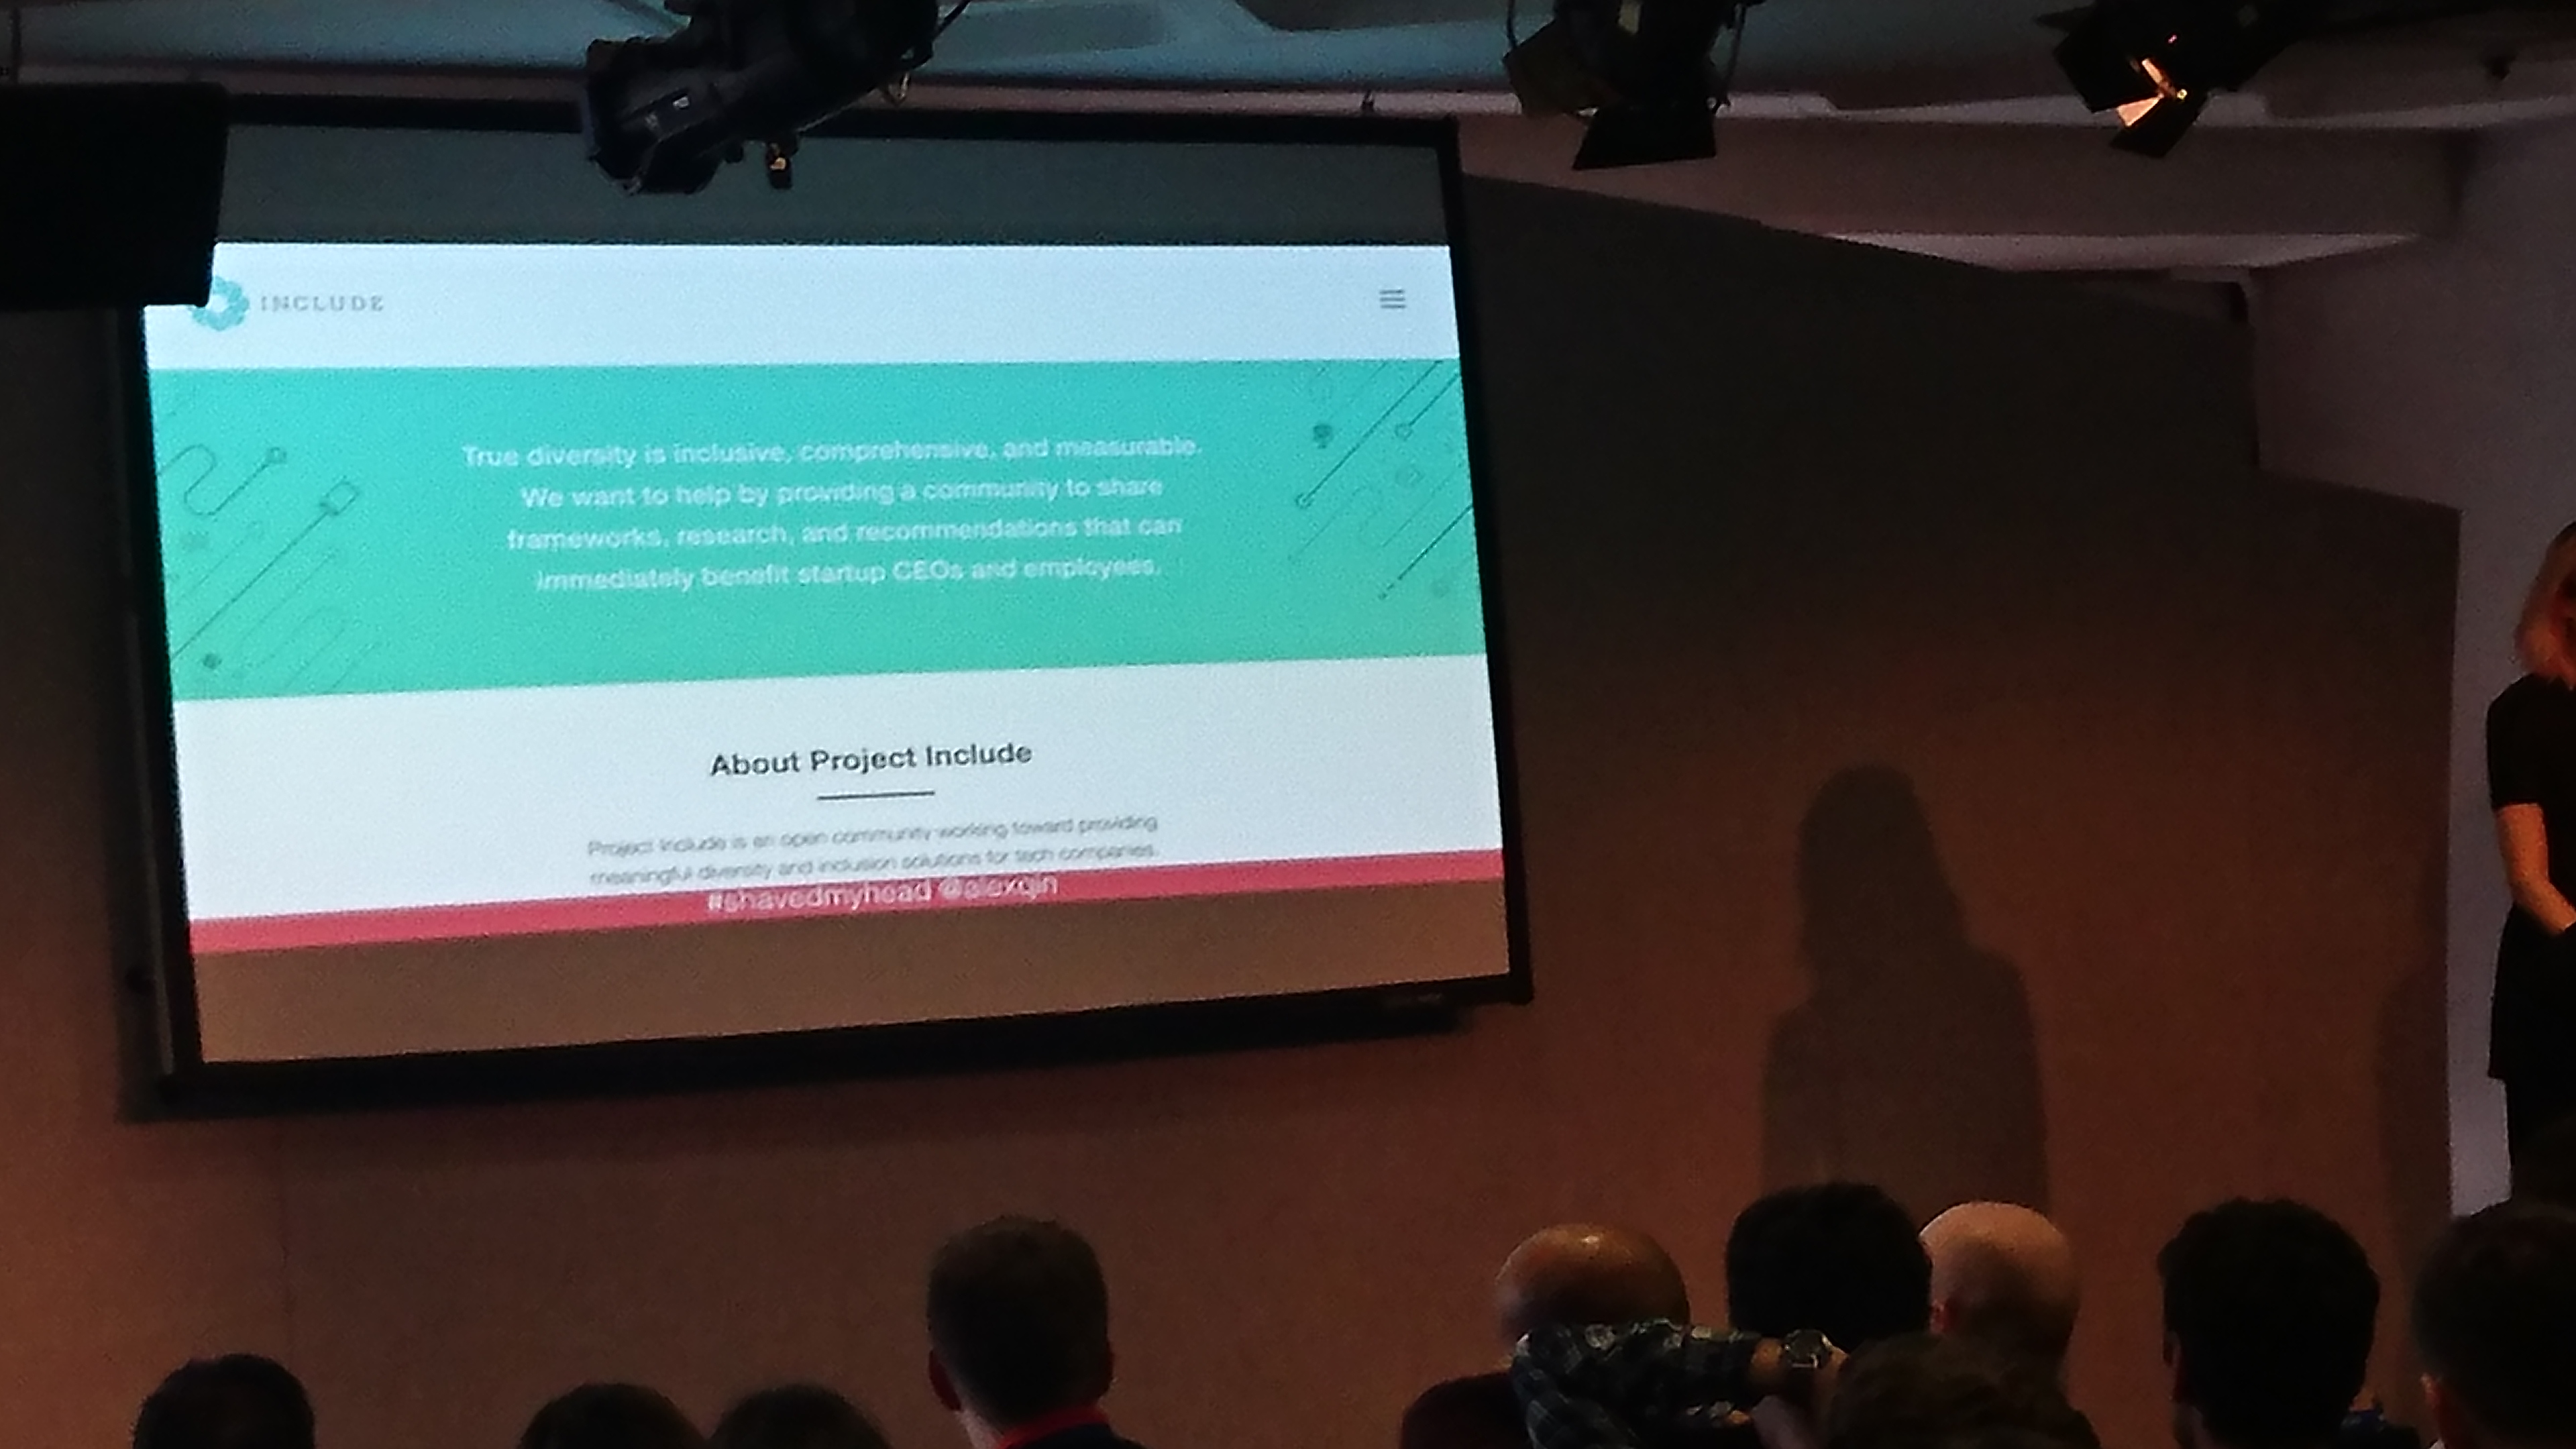 INCLUDE
True diversity is inclusive, comprehensive, and measurable.
We want to help by providing a community to share
frameworks, research, and recommendations that can
immediately benefit startup CEOs and employees.
About Project Include
Project Include is an open community working toward providing
meaningful diversity and inclusion solutions for tech companies.
#shavedmyhead @alexqin